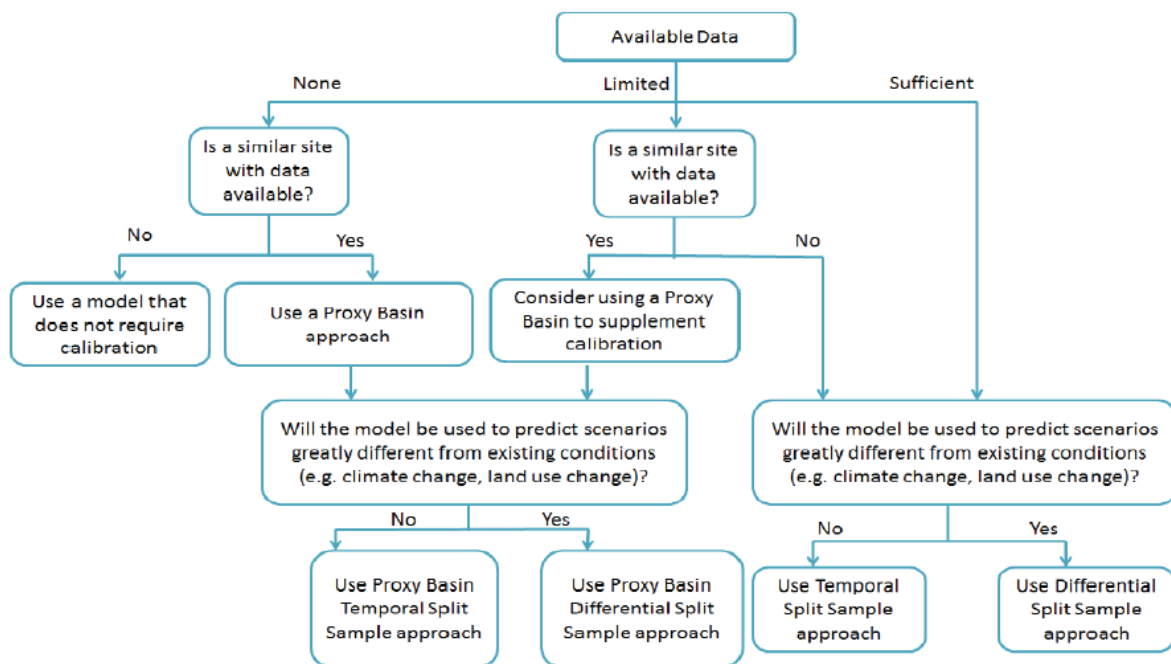 Available Data
None
Limited
Sufficient
Is a similar site
with data
available?
Is a similar site
with data
available?
No
Yes
Yes
No
Use a model that
does not require
calibration
Use a Proxy Basin
approach
Consider using a Proxy
Basin to supplement
calibration
Will the model be used to predict scenarios
greatly different from existing conditions
(e.g. climate change, land use change)?
Will the model be used to predict scenarios
greatly different from existing conditions
(e.g. climate change, land use change)?
No
Yes
No
Yes
Use Proxy Basin
Temporal Split
Sample approach
Use Proxy Basin
Differential Split
Sample approach
Use Temporal
Split Sample
approach
Use Differential
Split Sample
approach